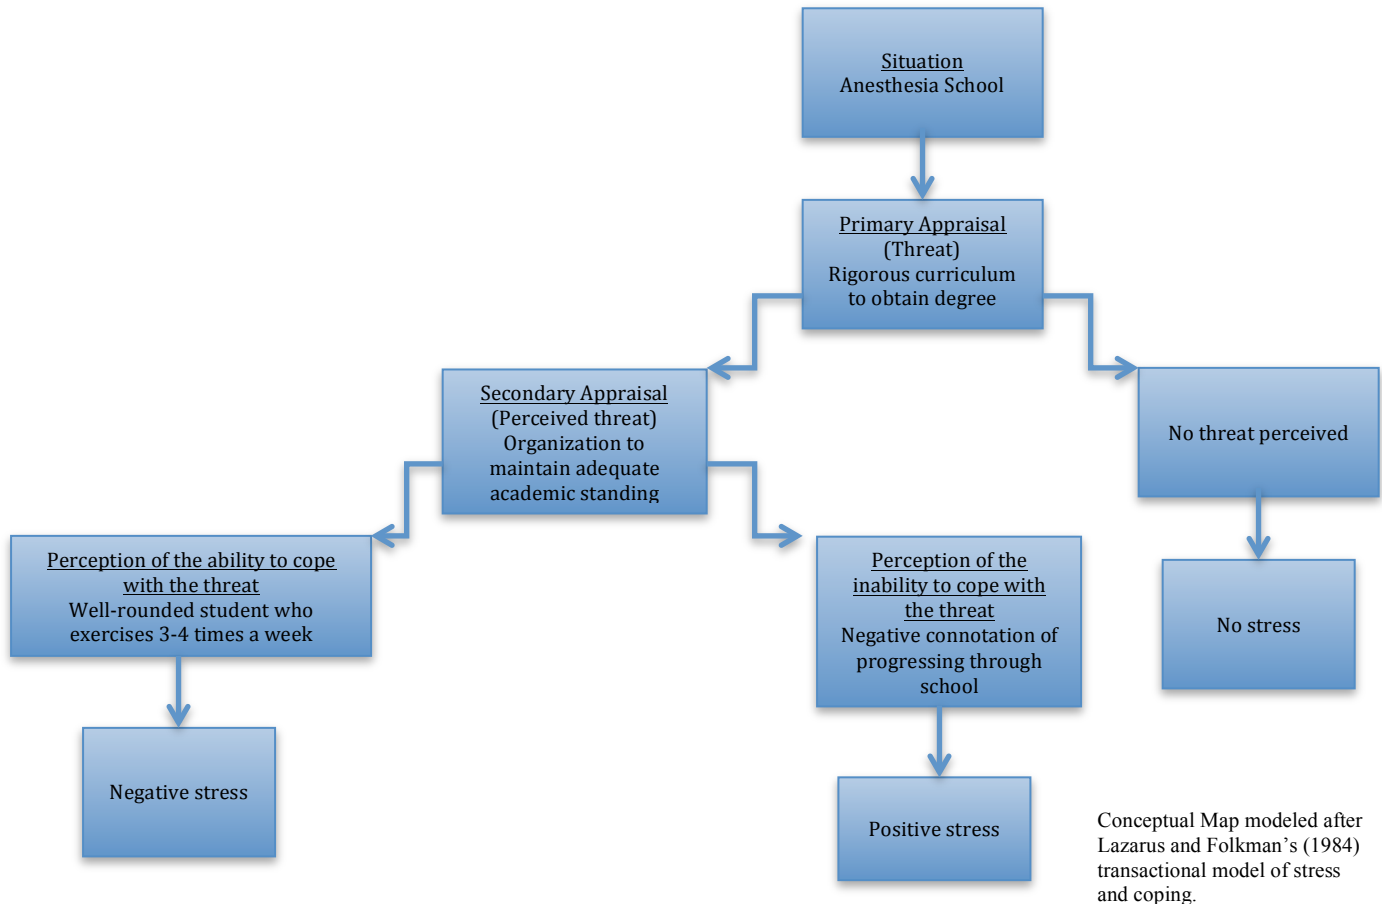 Situation
Anesthesia School
Primary Appraisal
(Threat)
Rigorous curriculum
to obtain degree
Secondary Appraisal
(Perceived threat)
Organization to
maintain adequate
academic standing
No threat perceived
Perception of the ability to cope
with the threat
Well-rounded student who
exercises 3-4 times a week
Perception of the
inability to cope with
the threat
Negative connotation of
progressing through
school
No stress
Negative stress
Positive stress
Conceptual Map modeled after
Lazarus and Folkman’s (1984)
transactional model of stress
and coping.